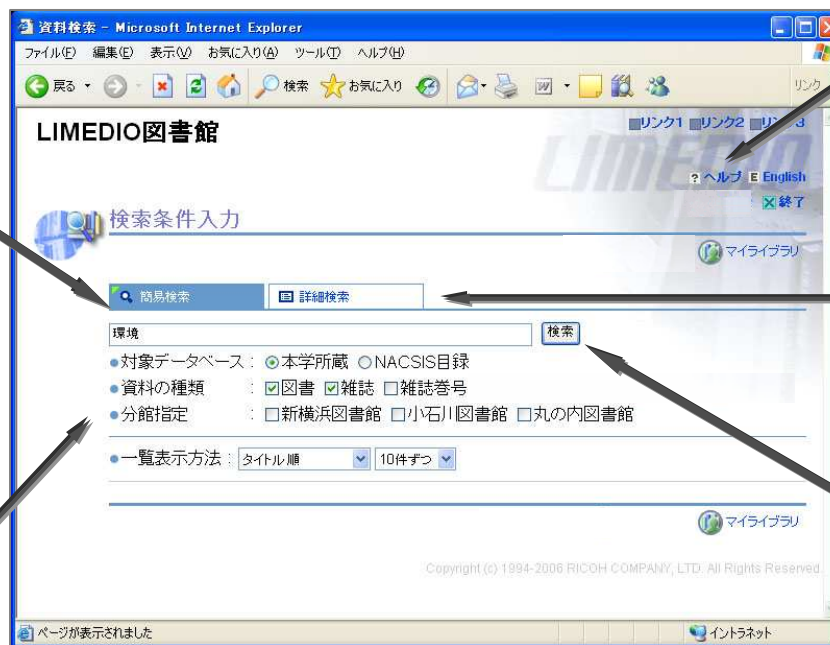 資料検索 - Microsoft Internet Explorer
ファイル(F) 編集(E) 表示(V) お気に入り(A) ツール(T) ヘルプ(H)
戻る 検索 お気に入り リンク
LIMEDIO図書館
リンク1 リンク2 リンク3
LIMEDIO
?ヘルプ E English
×終了
検索条件入力
マイライブラリ
簡易検索 詳細検索
環境 検索
●対象データベース : ◉本学所蔵 ○NACSIS目録
●資料の種類 : ☑図書 ☑雑誌 □雑誌巻号
●分館指定 : □新横浜図書館 □小石川図書館 □丸の内図書館
●一覧表示方法 : タイトル順 10件ずつ
マイライブラリ
Copyright (c) 1994-2006 RICOH COMPANY, LTD. All Rights Reserved.
ページが表示されました イントラネット